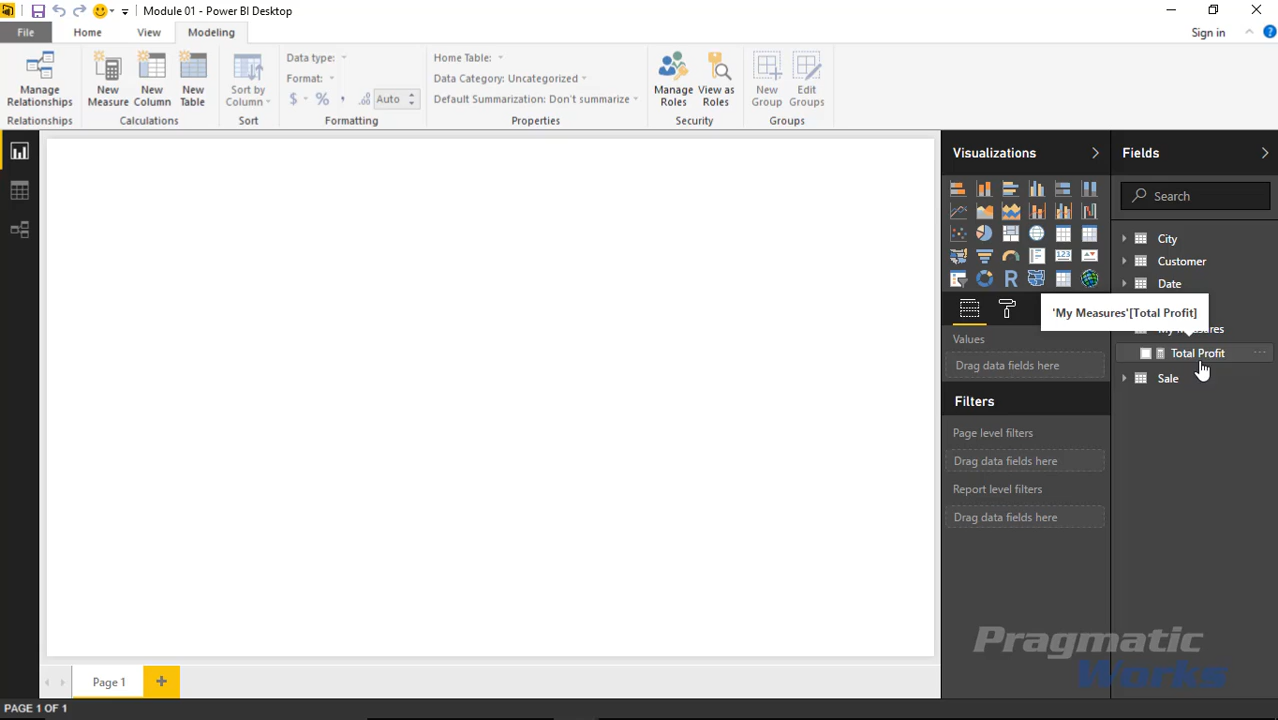 Module 01 - Power BI Desktop
File
Home
View
Modeling
Sign in
Manage
Relationships
New
Measure
New
Column
New
Table
Sort by
Column
Data type:
Format:
$ % , Auto
Home Table:
Data Category: Uncategorized
Default Summarization: Don't summarize
Manage
Roles
View as
Roles
New
Group
Edit
Groups
Relationships
Calculations
Sort
Formatting
Properties
Security
Groups
Visualizations
Values
Drag data fields here
Filters
Page level filters
Drag data fields here
Report level filters
Drag data fields here
Fields
Search
City
Customer
Date
'My Measures'[Total Profit]
My Measures
Total Profit
Sale
Pragmatic
Works
Page 1
PAGE 1 OF 1